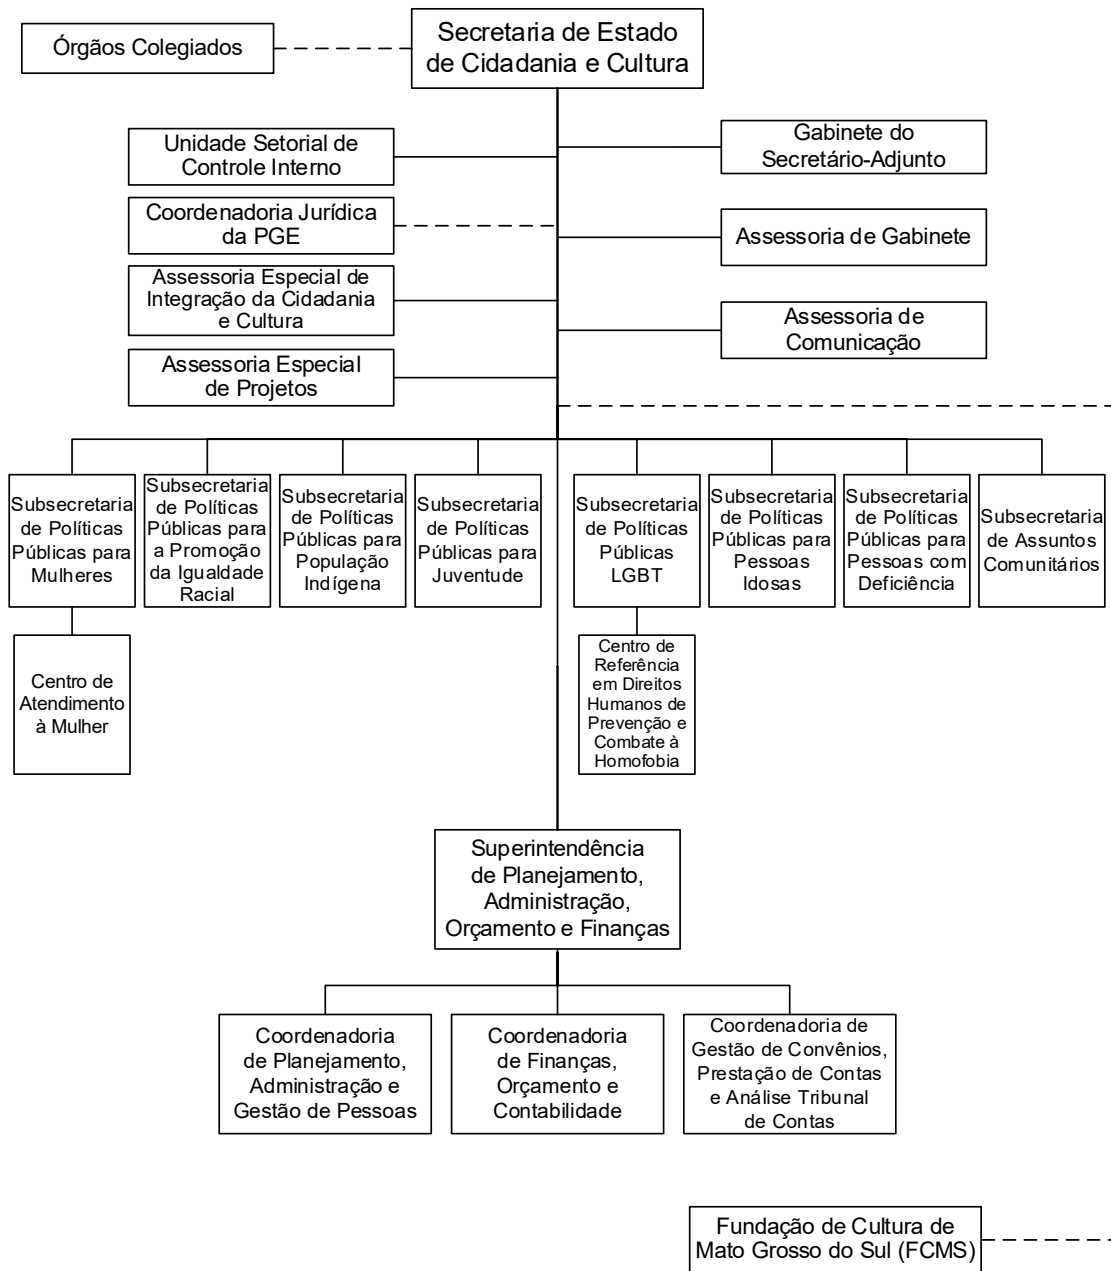 Órgãos Colegiados
Secretaria de Estado
de Cidadania e Cultura
Unidade Setorial de
Controle Interno
Gabinete do
Secretário-Adjunto
Coordenadoria Jurídica
da PGE
Assessoria de Gabinete
Assessoria Especial de
Integração da Cidadania
e Cultura
Assessoria de
Comunicação
Assessoria Especial
de Projetos
Subsecretaria
de Políticas
Públicas para
Mulheres
Subsecretaria
de Políticas
Públicas para
a Promoção
da Igualdade
Racial
Subsecretaria
de Políticas
Públicas para
População
Indígena
Subsecretaria
de Políticas
Públicas para
Juventude
Subsecretaria
de Políticas
Públicas
LGBT
Subsecretaria
de Políticas
Públicas para
Pessoas
Idosas
Subsecretaria
de Políticas
Públicas para
Pessoas com
Deficiência
Subsecretaria
de Assuntos
Comunitários
Centro de
Atendimento
à Mulher
Centro de
Referência
em Direitos
Humanos de
Prevenção e
Combate à
Homofobia
Superintendência
de Planejamento,
Administração,
Orçamento e Finanças
Coordenadoria
de Planejamento,
Administração e
Gestão de Pessoas
Coordenadoria
de Finanças,
Orçamento e
Contabilidade
Coordenadoria de
Gestão de Convênios,
Prestação de Contas
e Análise Tribunal
de Contas
Fundação de Cultura de
Mato Grosso do Sul (FCMS)